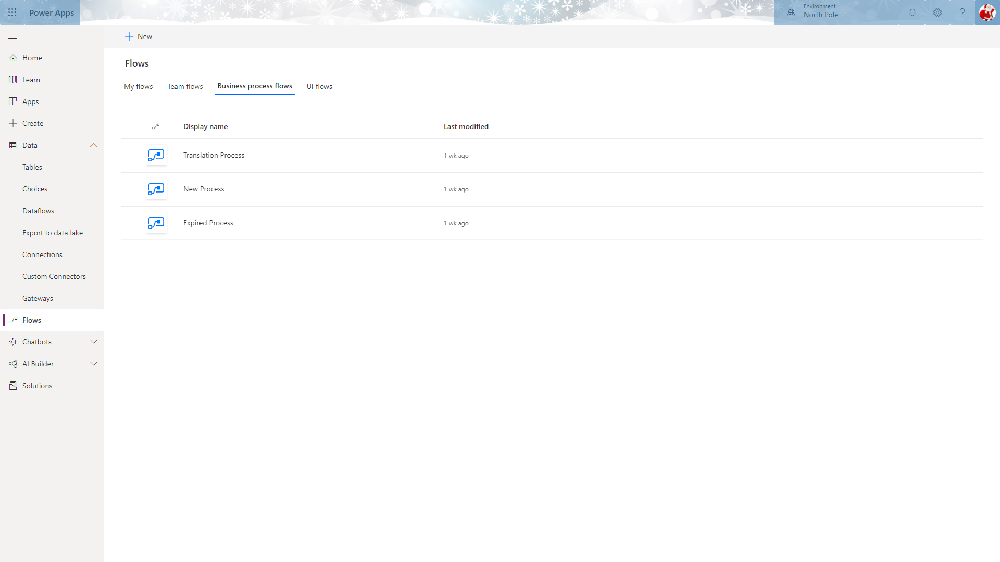 Power Apps
Environment
North Pole
New
Home
Learn
Apps
Create
Data
Tables
Choices
Dataflows
Export to data lake
Connections
Custom Connectors
Gateways
Flows
Chatbots
AI Builder
Solutions
Flows
My flows Team flows Business process flows UI flows
Display name Last modified
Translation Process 1 wk ago
New Process 1 wk ago
Expired Process 1 wk ago